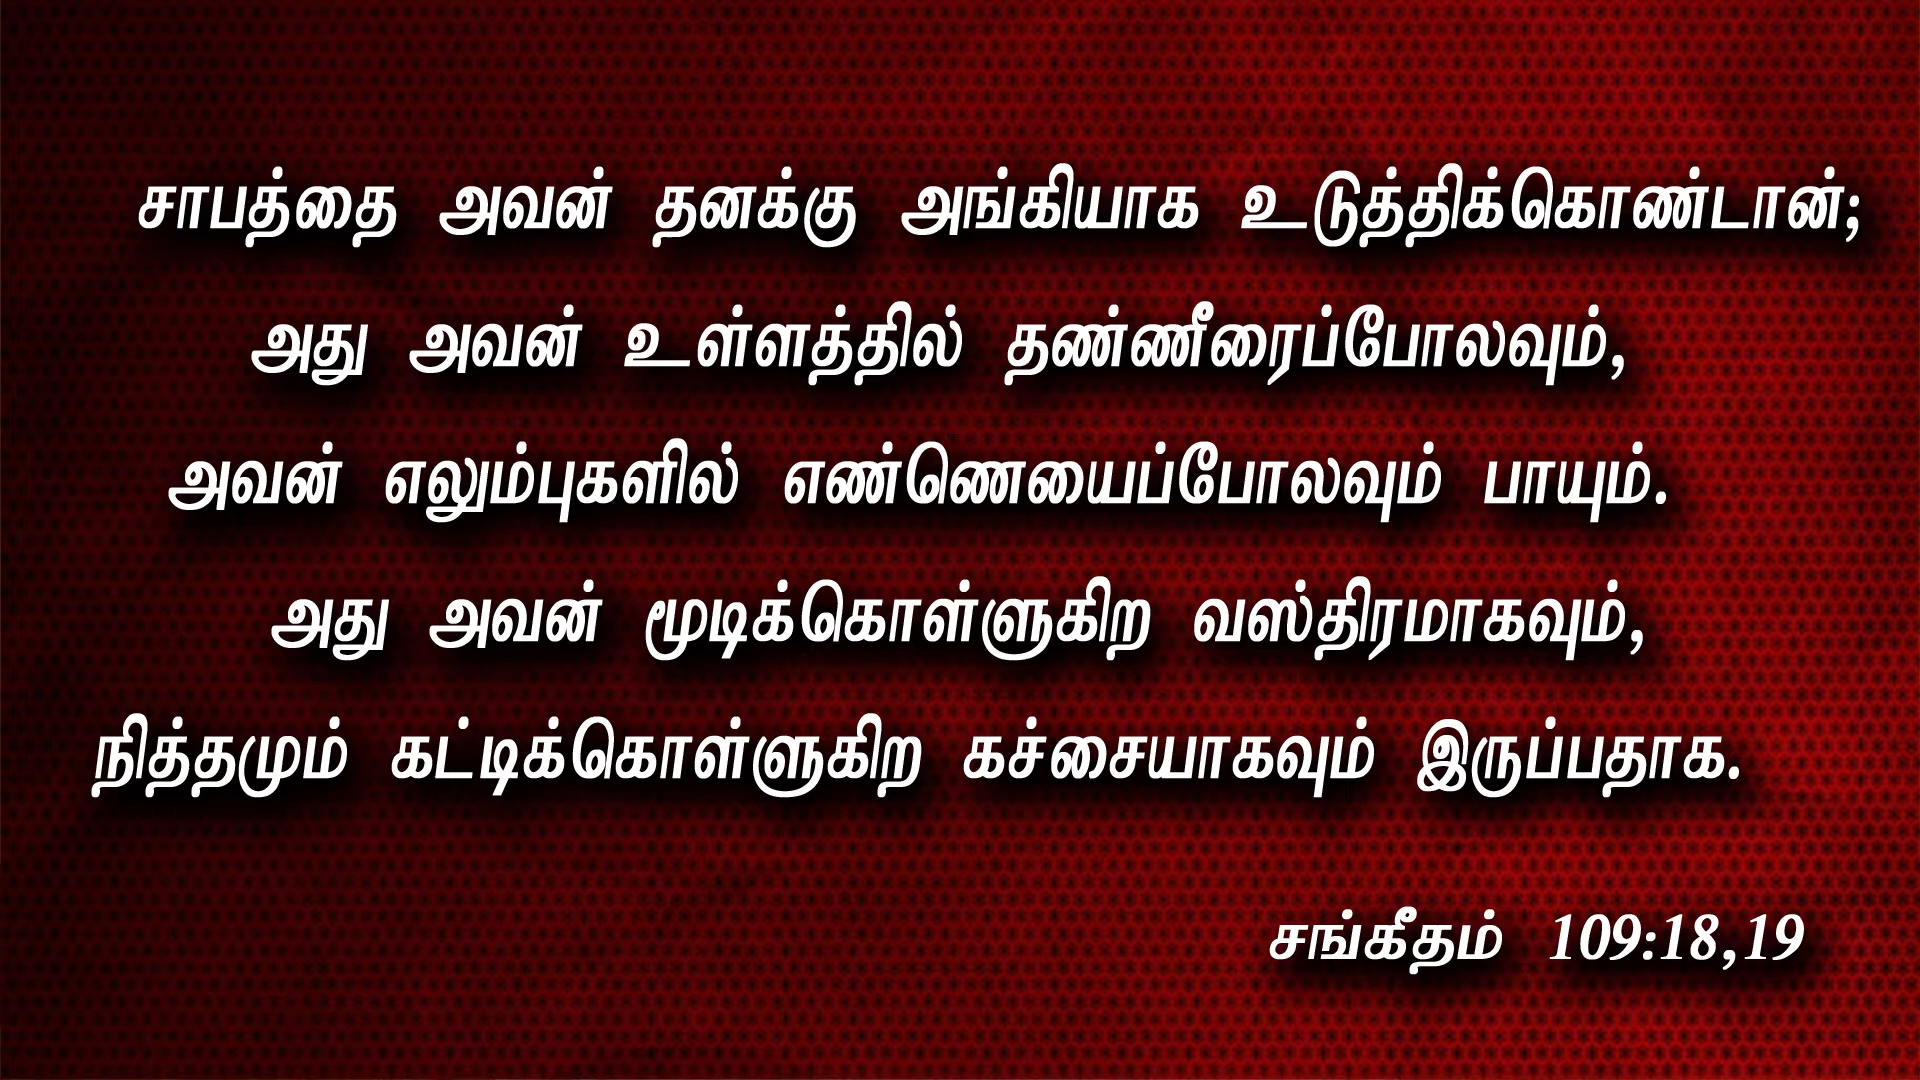 சாபத்தை அவன் தனக்கு அங்கியாக உடுத்திக்கொண்டான்;
அது அவன் உள்ளத்தில் தண்ணீரைப்போலவும்,
அவன் எலும்புகளில் எண்ணெயைப்போலவும் பாயும்.
அது அவன் மூடிக்கொள்ளுகிற வஸ்திரமாகவும்,
நித்தமும் கட்டிக்கொள்ளுகிற கச்சையாகவும் இருப்பதாக.
சங்கீதம் 109:18,19